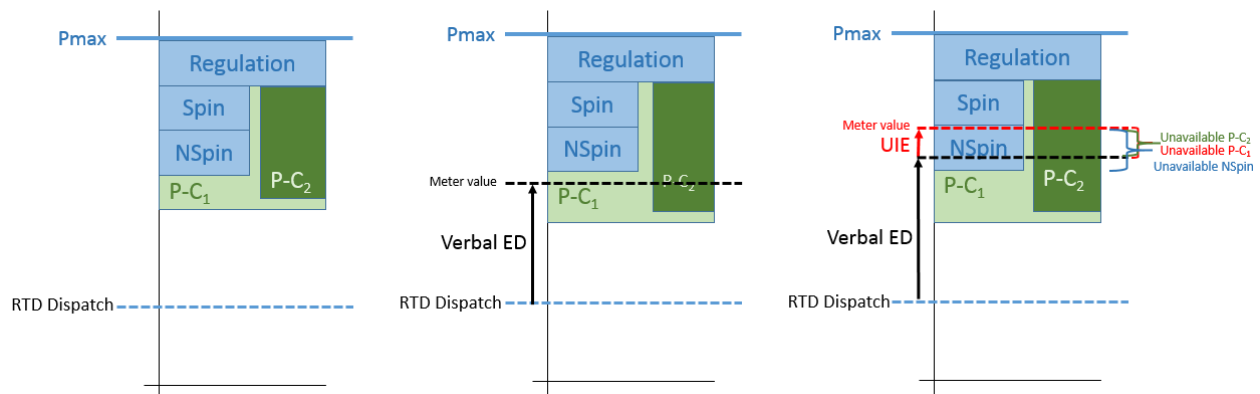 Pmax
Regulation
Spin
NSpin
P-C₂
P-C₁
RTD Dispatch
Pmax
Regulation
Spin
NSpin
Meter value
P-C₂
P-C₁
Verbal ED
RTD Dispatch
Pmax
Regulation
Spin
Meter value
UIE
NSpin
Unavailable P-C₂
Unavailable P-C₁
Unavailable NSpin
P-C₂
P-C₁
Verbal ED
RTD Dispatch